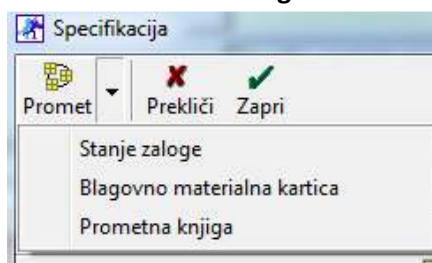 Specifikacija
Promet Prekliči Zapri
Stanje zaloge
Blagovno materialna kartica
Prometna knjiga